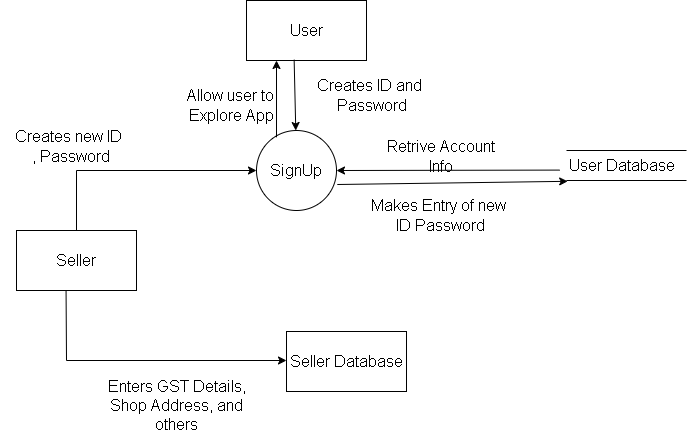 User
Allow user to
Explore App
Creates ID and
Password
Creates new ID
, Password
SignUp
Retrive Account
Info
User Database
Makes Entry of new
ID Password
Seller
Seller Database
Enters GST Details,
Shop Address, and
others